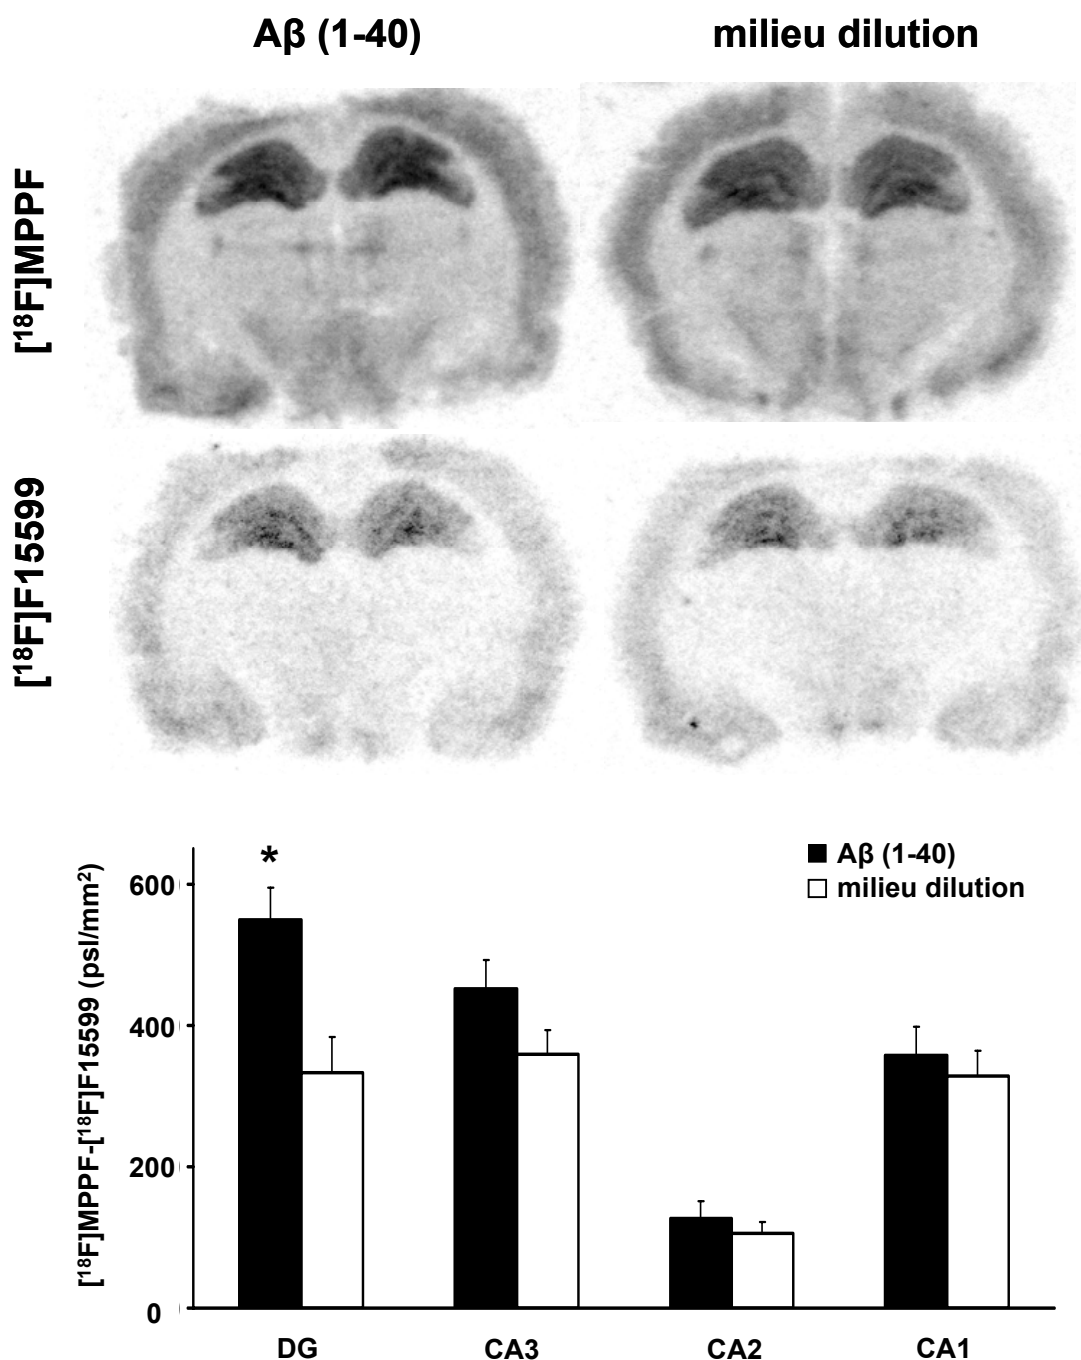 Aβ (1-40)
milieu dilution
[¹⁸F]MPPF
[¹⁸F]F15599
Aβ (1-40)
milieu dilution
*
[¹⁸F]MPPF-[¹⁸F]F15599 (psl/mm²)
600
400
200
0
DG CA3 CA2 CA1